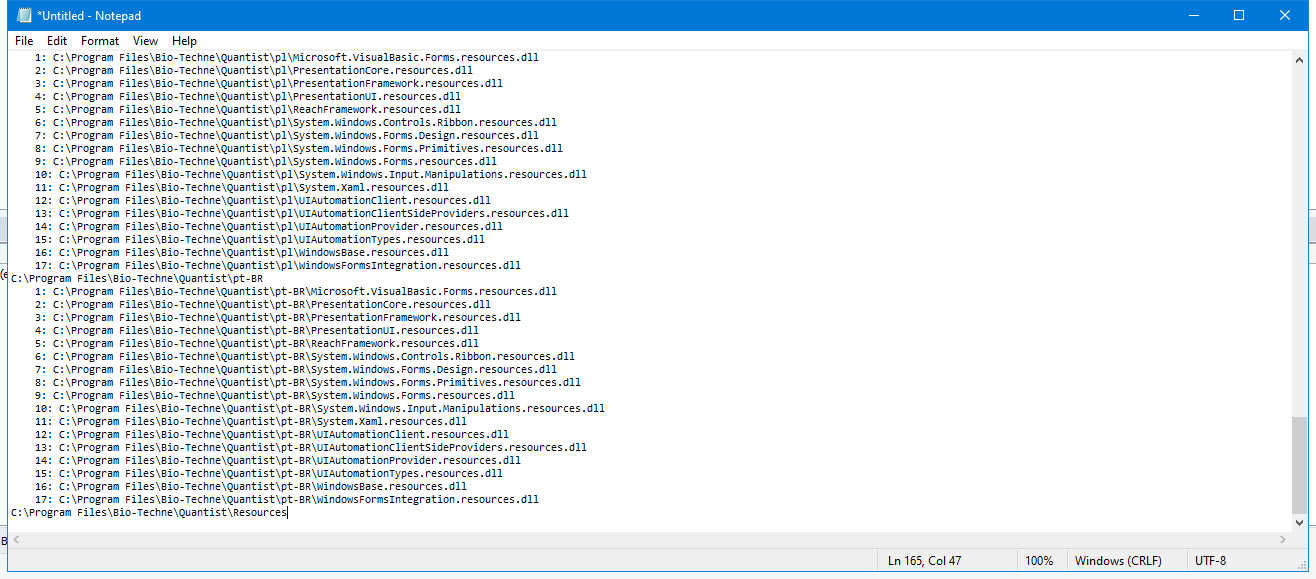 *Untitled - Notepad
File Edit Format View Help
1: C:\Program Files\Bio-Techne\Quantist\pl\Microsoft.VisualBasic.Forms.resources.dll
2: C:\Program Files\Bio-Techne\Quantist\pl\PresentationCore.resources.dll
3: C:\Program Files\Bio-Techne\Quantist\pl\PresentationFramework.resources.dll
4: C:\Program Files\Bio-Techne\Quantist\pl\PresentationUI.resources.dll
5: C:\Program Files\Bio-Techne\Quantist\pl\ReachFramework.resources.dll
6: C:\Program Files\Bio-Techne\Quantist\pl\System.Windows.Controls.Ribbon.resources.dll
7: C:\Program Files\Bio-Techne\Quantist\pl\System.Windows.Forms.Design.resources.dll
8: C:\Program Files\Bio-Techne\Quantist\pl\System.Windows.Forms.Primitives.resources.dll
9: C:\Program Files\Bio-Techne\Quantist\pl\System.Windows.Forms.resources.dll
10: C:\Program Files\Bio-Techne\Quantist\pl\System.Windows.Input.Manipulations.resources.dll
11: C:\Program Files\Bio-Techne\Quantist\pl\System.Xaml.resources.dll
12: C:\Program Files\Bio-Techne\Quantist\pl\UIAutomationClient.resources.dll
13: C:\Program Files\Bio-Techne\Quantist\pl\UIAutomationClientSideProviders.resources.dll
14: C:\Program Files\Bio-Techne\Quantist\pl\UIAutomationProvider.resources.dll
15: C:\Program Files\Bio-Techne\Quantist\pl\UIAutomationTypes.resources.dll
16: C:\Program Files\Bio-Techne\Quantist\pl\WindowsBase.resources.dll
17: C:\Program Files\Bio-Techne\Quantist\pl\WindowsFormsIntegration.resources.dll
(e
C:\Program Files\Bio-Techne\Quantist\pt-BR
1: C:\Program Files\Bio-Techne\Quantist\pt-BR\Microsoft.VisualBasic.Forms.resources.dll
2: C:\Program Files\Bio-Techne\Quantist\pt-BR\PresentationCore.resources.dll
3: C:\Program Files\Bio-Techne\Quantist\pt-BR\PresentationFramework.resources.dll
4: C:\Program Files\Bio-Techne\Quantist\pt-BR\PresentationUI.resources.dll
5: C:\Program Files\Bio-Techne\Quantist\pt-BR\ReachFramework.resources.dll
6: C:\Program Files\Bio-Techne\Quantist\pt-BR\System.Windows.Controls.Ribbon.resources.dll
7: C:\Program Files\Bio-Techne\Quantist\pt-BR\System.Windows.Forms.Design.resources.dll
8: C:\Program Files\Bio-Techne\Quantist\pt-BR\System.Windows.Forms.Primitives.resources.dll
9: C:\Program Files\Bio-Techne\Quantist\pt-BR\System.Windows.Forms.resources.dll
10: C:\Program Files\Bio-Techne\Quantist\pt-BR\System.Windows.Input.Manipulations.resources.dll
11: C:\Program Files\Bio-Techne\Quantist\pt-BR\System.Xaml.resources.dll
12: C:\Program Files\Bio-Techne\Quantist\pt-BR\UIAutomationClient.resources.dll
13: C:\Program Files\Bio-Techne\Quantist\pt-BR\UIAutomationClientSideProviders.resources.dll
14: C:\Program Files\Bio-Techne\Quantist\pt-BR\UIAutomationProvider.resources.dll
15: C:\Program Files\Bio-Techne\Quantist\pt-BR\UIAutomationTypes.resources.dll
16: C:\Program Files\Bio-Techne\Quantist\pt-BR\WindowsBase.resources.dll
17: C:\Program Files\Bio-Techne\Quantist\pt-BR\WindowsFormsIntegration.resources.dll
C:\Program Files\Bio-Techne\Quantist\Resources
B
Ln 165, Col 47 100% Windows (CRLF) UTF-8